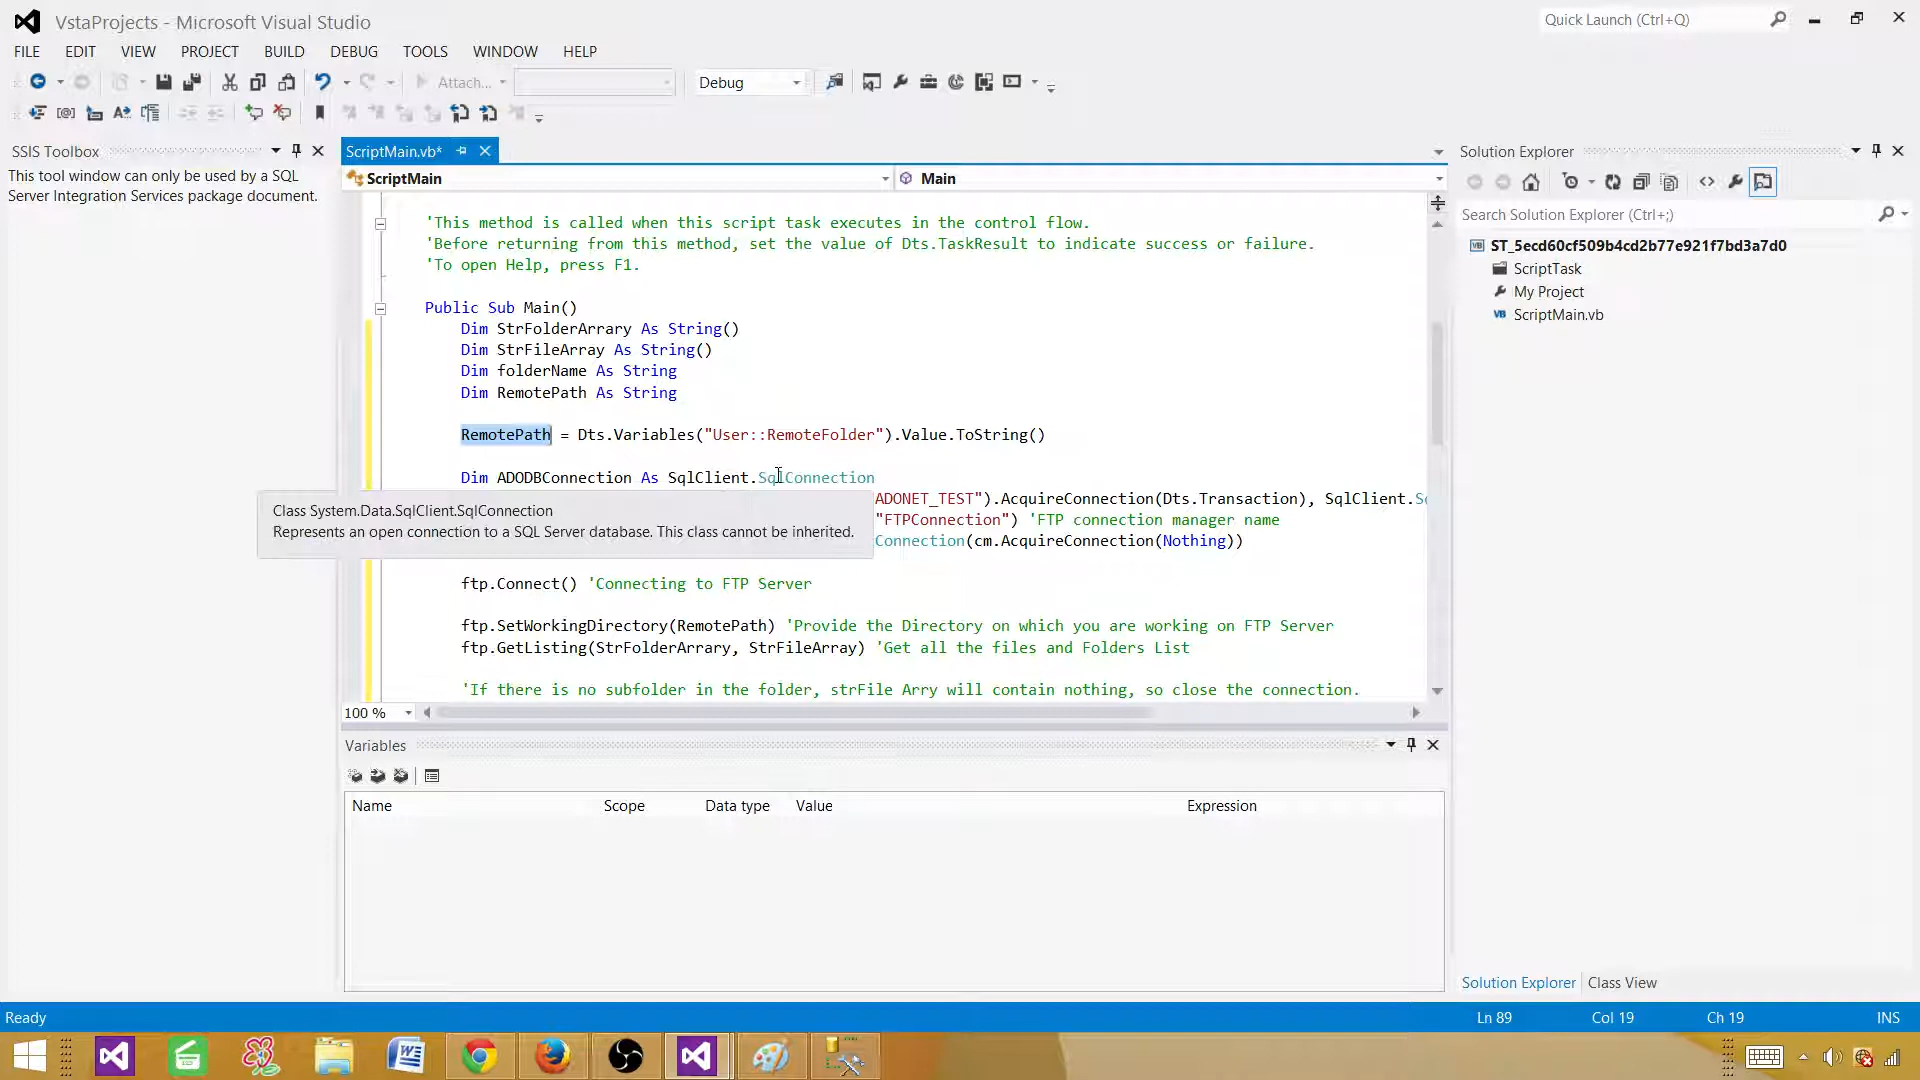 VstaProjects - Microsoft Visual Studio
Quick Launch (Ctrl+Q)
FILE EDIT VIEW PROJECT BUILD DEBUG TOOLS WINDOW HELP
Attach...
Debug
SSIS Toolbox
This tool window can only be used by a SQL
Server Integration Services package document.
ScriptMain.vb*
ScriptMain
Main
'This method is called when this script task executes in the control flow.
'Before returning from this method, set the value of Dts.TaskResult to indicate success or failure.
'To open Help, press F1.
Public Sub Main()
Dim StrFolderArrary As String()
Dim StrFileArray As String()
Dim folderName As String
Dim RemotePath As String
RemotePath = Dts.Variables("User::RemoteFolder").Value.ToString()
Dim ADODBConnection As SqlClient.SqlConnection
ADONET_TEST").AcquireConnection(Dts.Transaction), SqlClient.S
"FTPConnection") 'FTP connection manager name
Connection(cm.AcquireConnection(Nothing))
Class System.Data.SqlClient.SqlConnection
Represents an open connection to a SQL Server database. This class cannot be inherited.
ftp.Connect() 'Connecting to FTP Server
ftp.SetWorkingDirectory(RemotePath) 'Provide the Directory on which you are working on FTP Server
ftp.GetListing(StrFolderArrary, StrFileArray) 'Get all the files and Folders List
'If there is no subfolder in the folder, strFile Arry will contain nothing, so close the connection.
100 %
Variables
Name Scope Data type Value Expression
Solution Explorer
Search Solution Explorer (Ctrl+;)
ST_5ecd60cf509b4cd2b77e921f7bd3a7d0
ScriptTask
My Project
ScriptMain.vb
Solution Explorer Class View
Ready
Ln 89 Col 19 Ch 19 INS